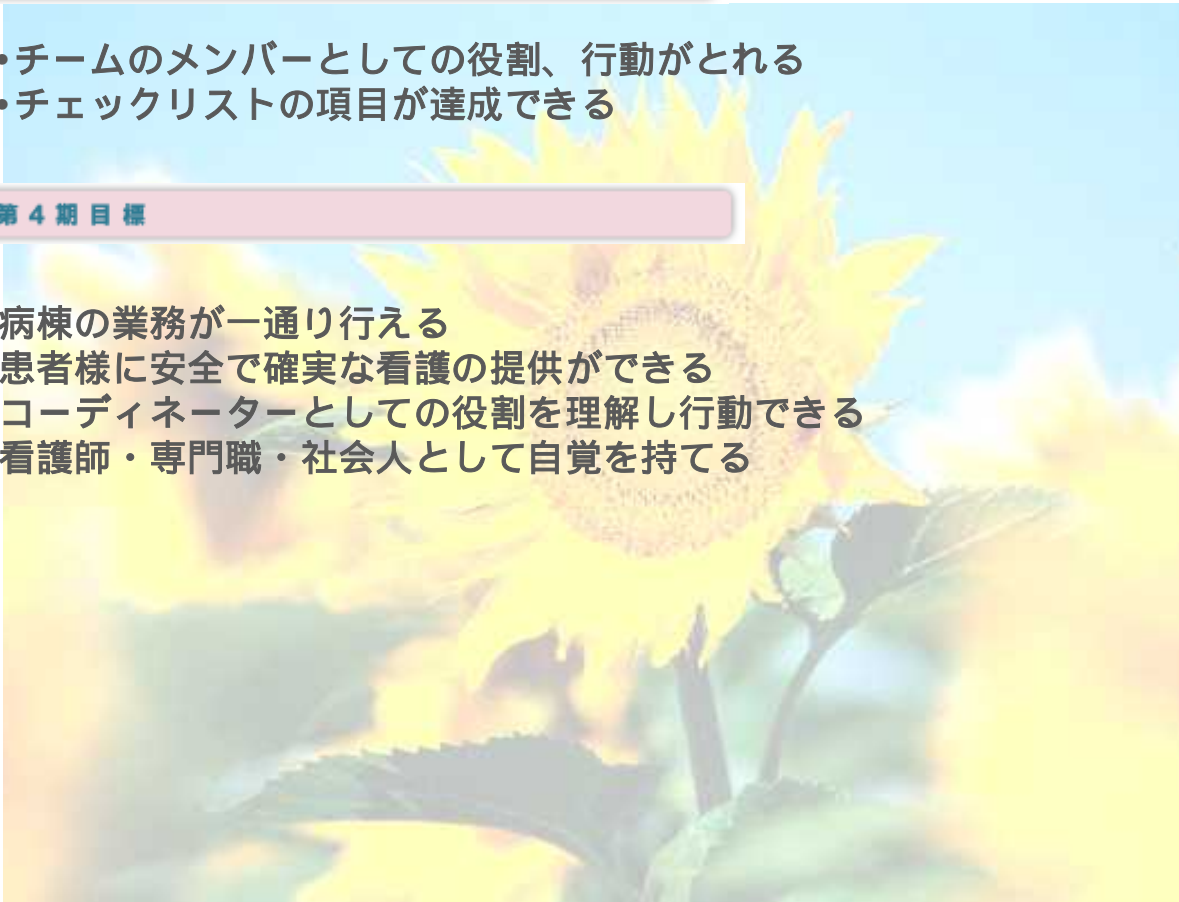 •チームのメンバーとしての役割、行動がとれる
•チェックリストの項目が達成できる
第４期目標
病棟の業務が一通り行える
患者様に安全で確実な看護の提供ができる
コーディネーターとしての役割を理解し行動できる
看護師・専門職・社会人として自覚を持てる